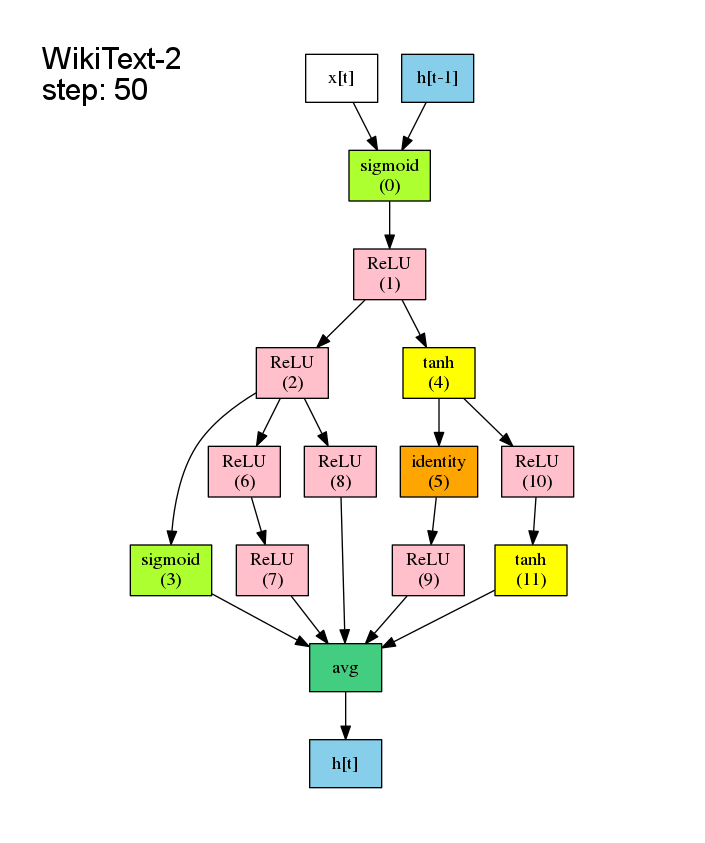 WikiText-2
step: 50
x[t]
h[t-1]
sigmoid
(0)
ReLU
(1)
ReLU
(2)
tanh
(4)
ReLU
(6)
ReLU
(8)
identity
(5)
ReLU
(10)
sigmoid
(3)
ReLU
(7)
ReLU
(9)
tanh
(11)
avg
h[t]